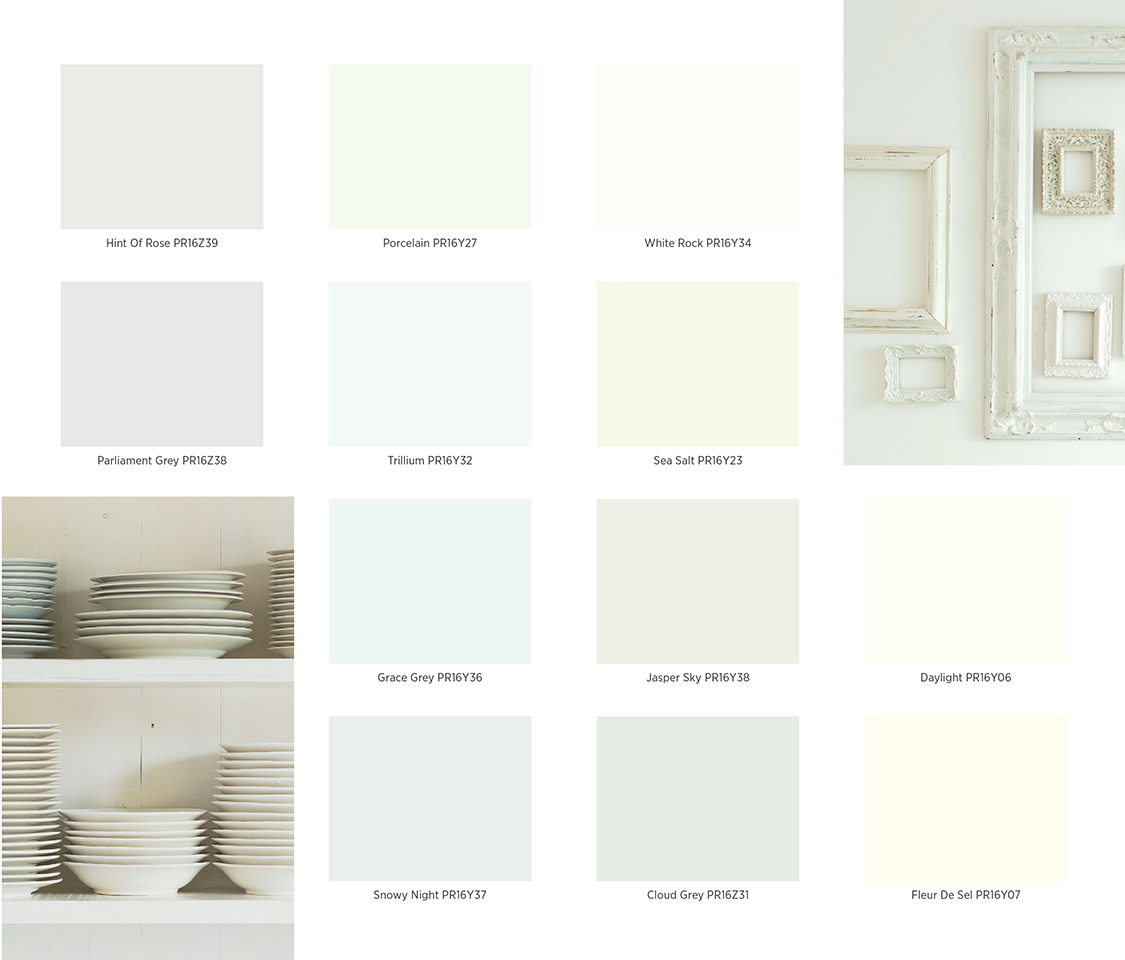 Hint Of Rose PR16Z39
Porcelain PR16Y27
White Rock PR16Y34
Parliament Grey PR16Z38
Trillium PR16Y32
Sea Salt PR16Y23
Grace Grey PR16Y36
Jasper Sky PR16Y38
Daylight PR16Y06
Snowy Night PR16Y37
Cloud Grey PR16Z31
Fleur De Sel PR16Y07